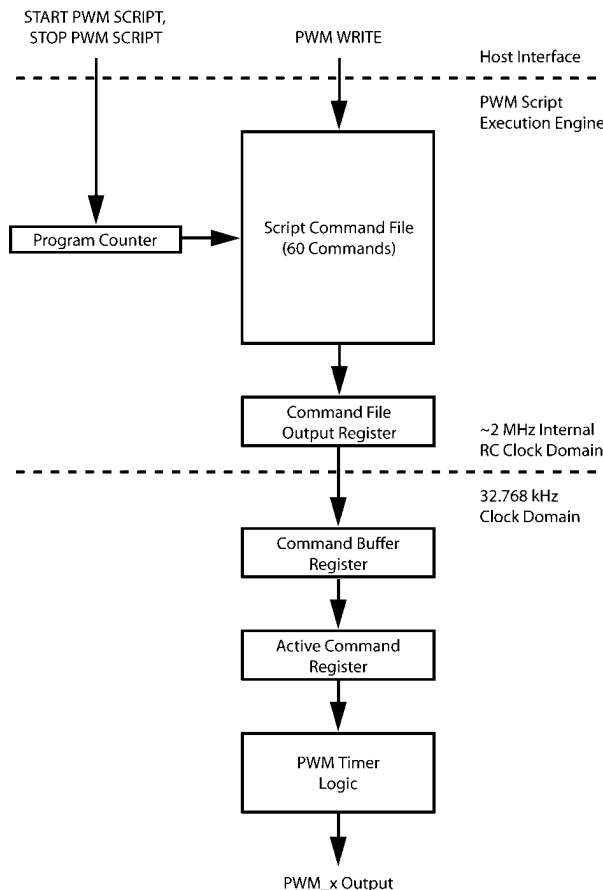 START PWM SCRIPT,
STOP PWM SCRIPT
PWM WRITE
Host Interface
PWM Script
Execution Engine
Script Command File
(60 Commands)
Program Counter
Command File
Output Register
~2 MHz Internal
RC Clock Domain
32.768 kHz
Clock Domain
Command Buffer
Register
Active Command
Register
PWM Timer
Logic
PWM_x Output